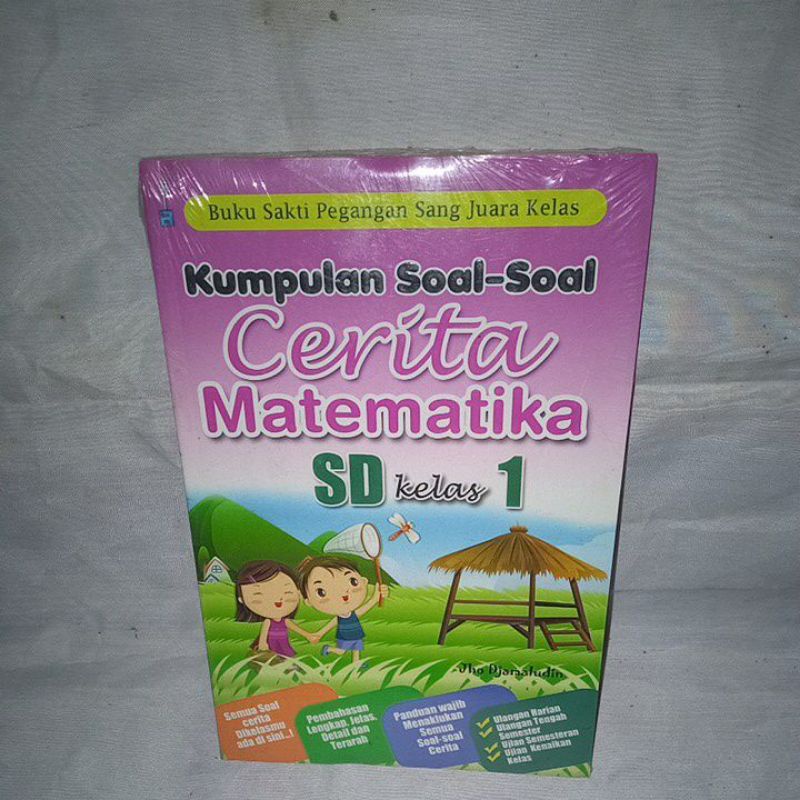 Buku Sakti Pegangan Sang Juara Kelas
Kumpulan Soal-Soal
Cerita
Matematika
SD kelas 1
Jho Djamaludin
Semua Soal
cerita
Dikelasmu
ada di sini...!
Pembahasan
Lengkap, Jelas,
Detail dan
Terarah
Panduan wajib
Menaklukan
Semua
Soal-soal
Cerita
Ulangan Harian
Ulangan Tengah
Semester
Ujian Semesteran
Ujian Kenaikan
Kelas